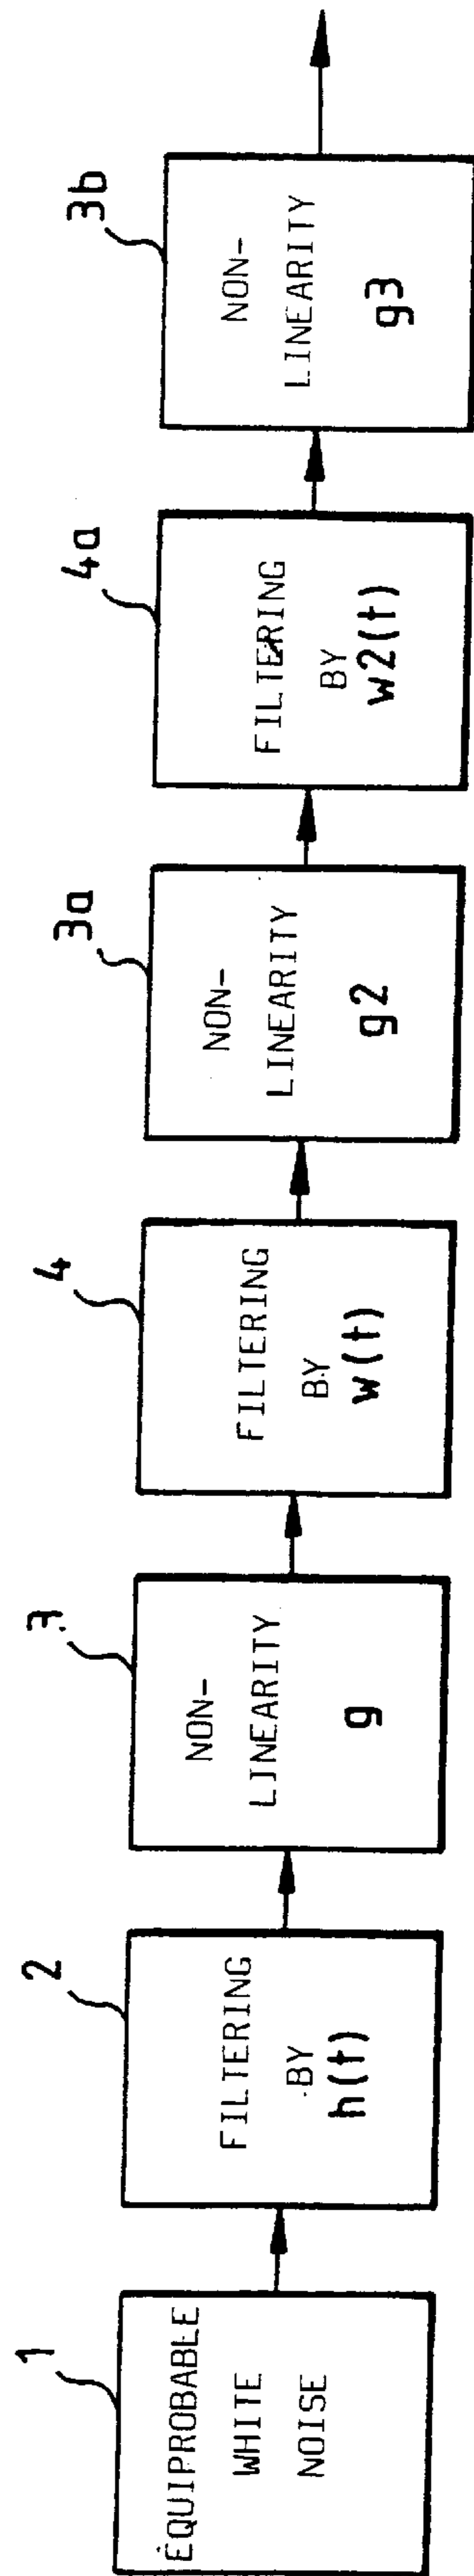 1
EQUIPROBABLE
WHITE
NOISE
2
FILTERING
BY
h(t)
3
NON-
LINEARITY
g
4
FILTERING
BY
w(t)
3a
NON-
LINEARITY
g2
4a
FILTERING
BY
w2(t)
3b
NON-
LINEARITY
g3